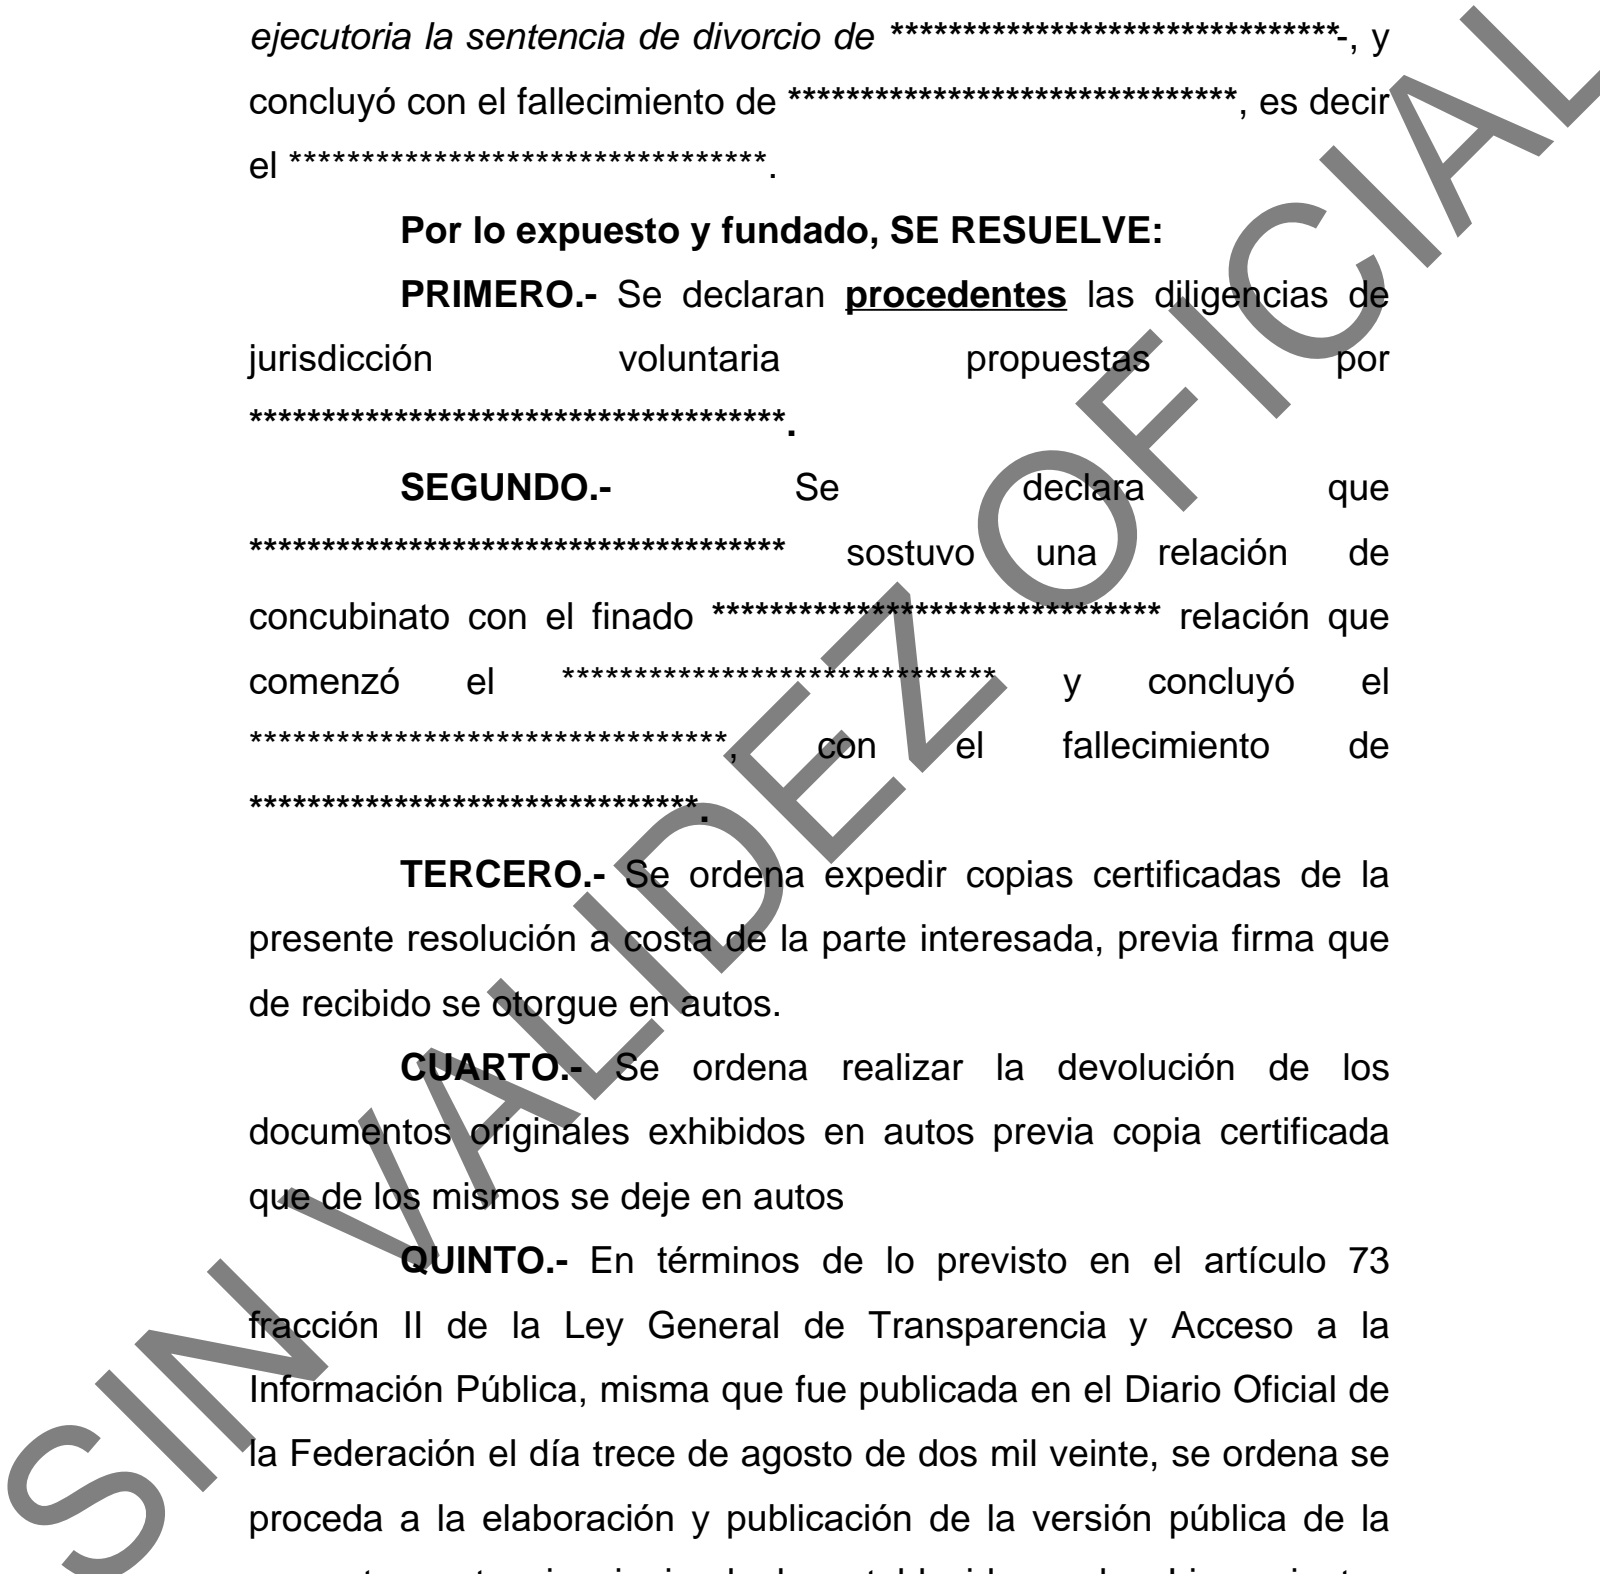 ejecutoria la sentencia de divorcio de *******************************-, y
concluyó con el fallecimiento de *******************************, es decir
el *********************************.
Por lo expuesto y fundado, SE RESUELVE:
PRIMERO.- Se declaran procedentes las diligencias de
jurisdicción voluntaria propuestas por
*************************************.
SEGUNDO.- Se declara que
************************************* sostuvo una relación de
concubinato con el finado ******************************* relación que
comenzó el ****************************** y concluyó el
*********************************, con el fallecimiento de
*******************************.
TERCERO.- Se ordena expedir copias certificadas de la
presente resolución a costa de la parte interesada, previa firma que
de recibido se otorgue en autos.
CUARTO.- Se ordena realizar la devolución de los
documentos originales exhibidos en autos previa copia certificada
que de los mismos se deje en autos
QUINTO.- En términos de lo previsto en el artículo 73
fracción II de la Ley General de Transparencia y Acceso a la
Información Pública, misma que fue publicada en el Diario Oficial de
la Federación el día trece de agosto de dos mil veinte, se ordena se
proceda a la elaboración y publicación de la versión pública de la
SIN VALIDEZ OFICIAL